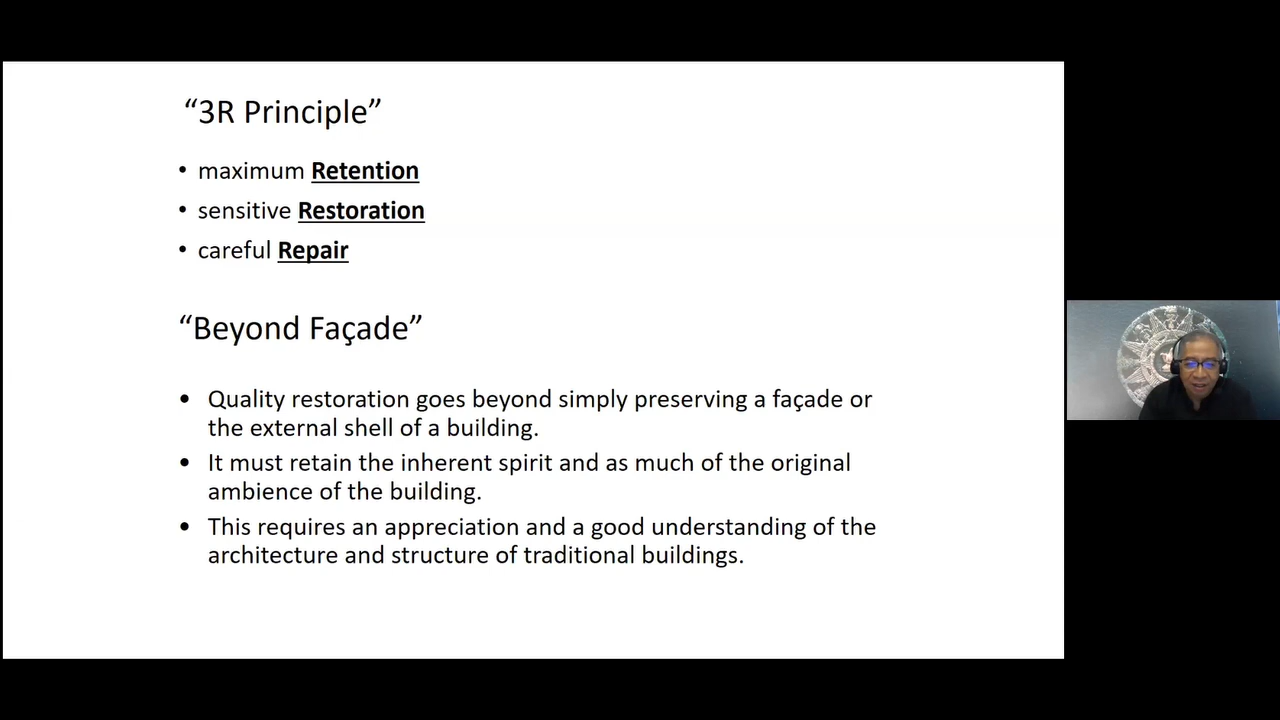 “3R Principle”
• maximum Retention
• sensitive Restoration
• careful Repair
“Beyond Façade”
• Quality restoration goes beyond simply preserving a façade or
the external shell of a building.
• It must retain the inherent spirit and as much of the original
ambience of the building.
• This requires an appreciation and a good understanding of the
architecture and structure of traditional buildings.